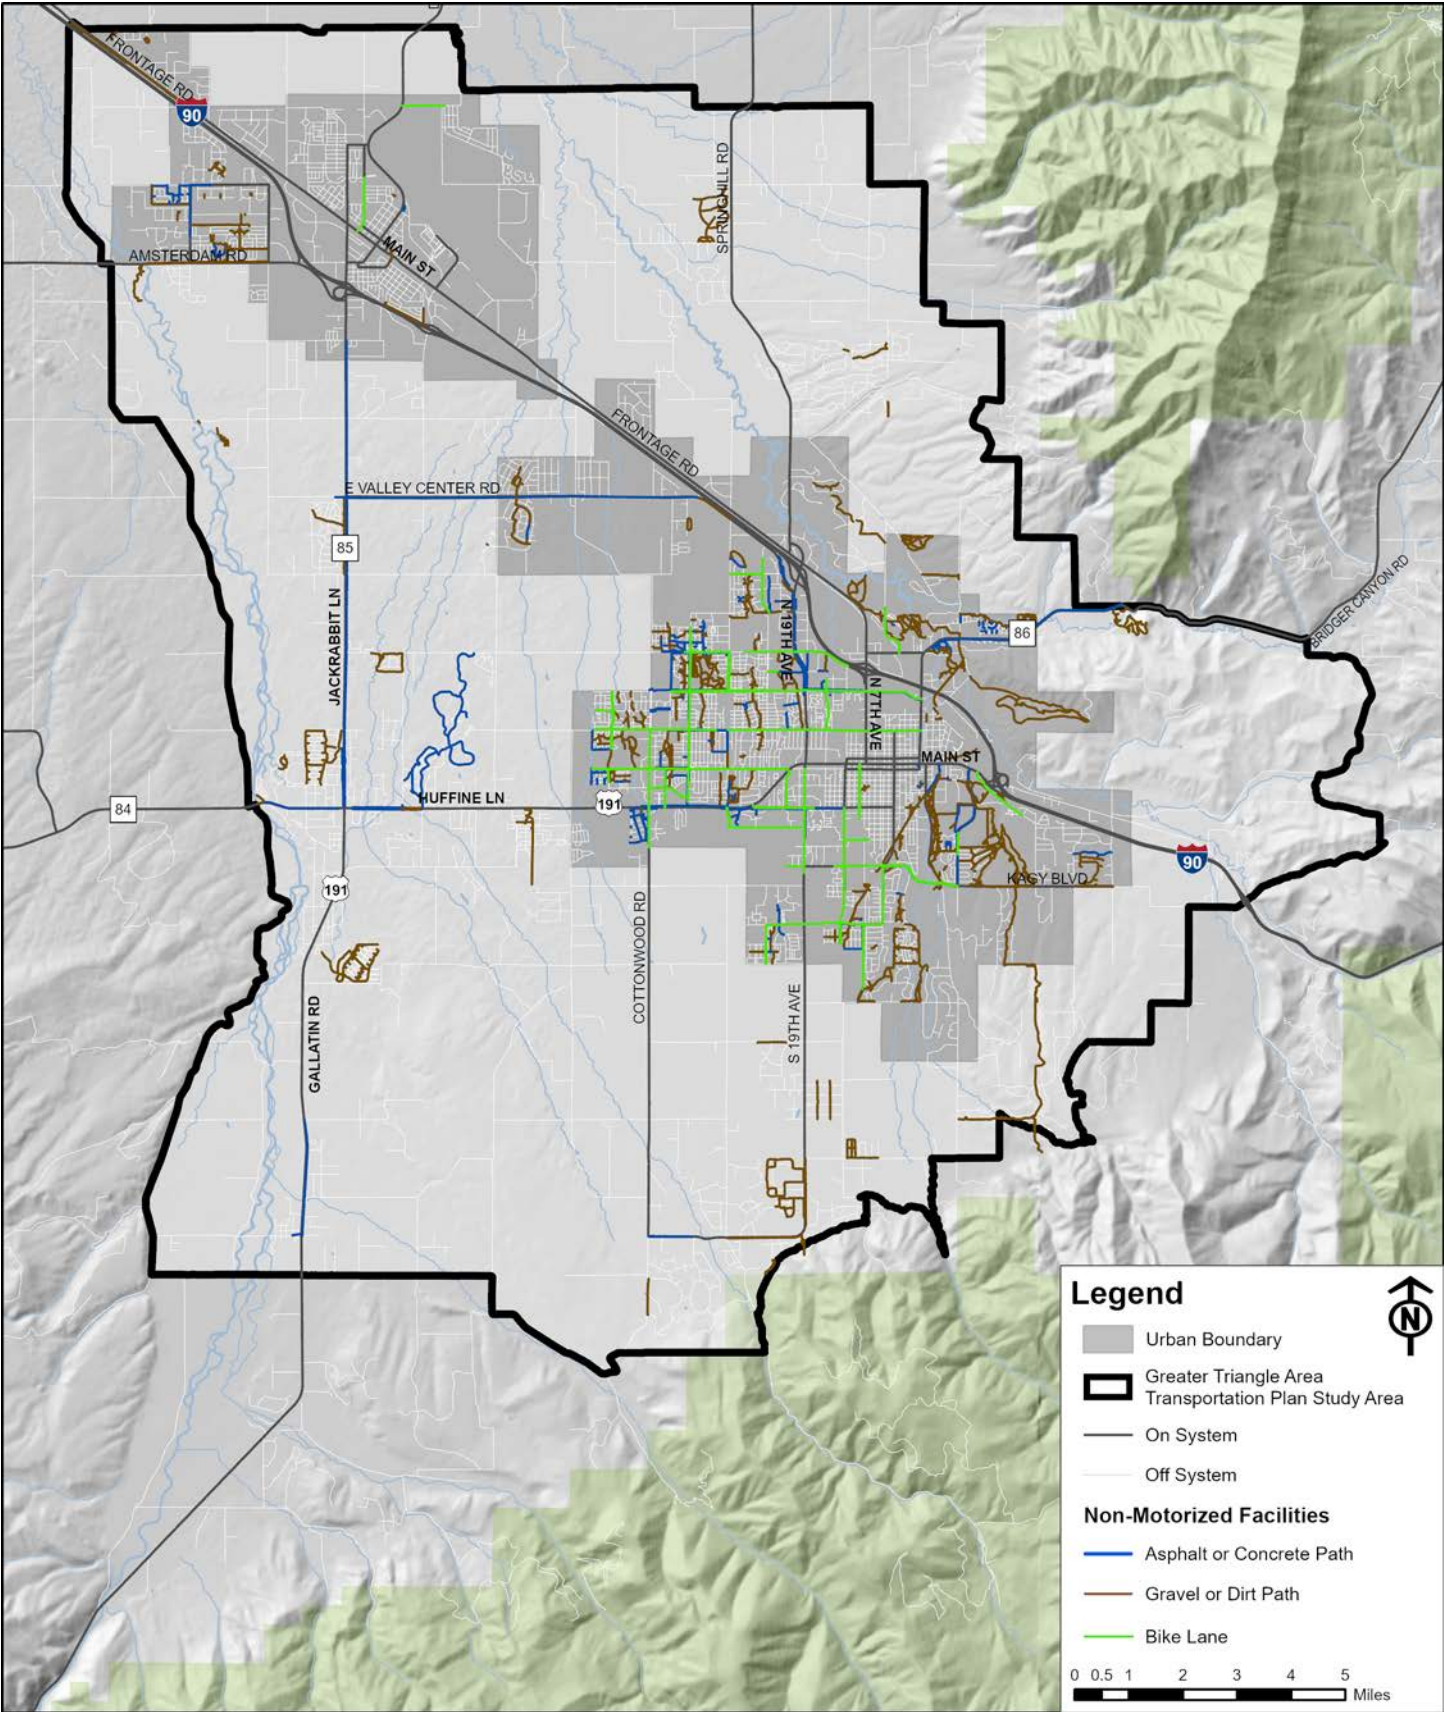 FRONTAGE RD
90
SPRINGHILL RD
MAIN ST
AMSTERDAM RD
FRONTAGE RD
E VALLEY CENTER RD
85
JACKRABBIT LN
N 19TH AVE
86
BRIDGER CANYON RD
N 7TH AVE
MAIN ST
84
HUFFINE LN
191
90
191
KAGY BLVD
COTTONWOOD RD
S 19TH AVE
GALLATIN RD
Legend
N
Urban Boundary
Greater Triangle Area
Transportation Plan Study Area
On System
Off System
Non-Motorized Facilities
Asphalt or Concrete Path
Gravel or Dirt Path
Bike Lane
0 0.5 1 2 3 4 5
Miles